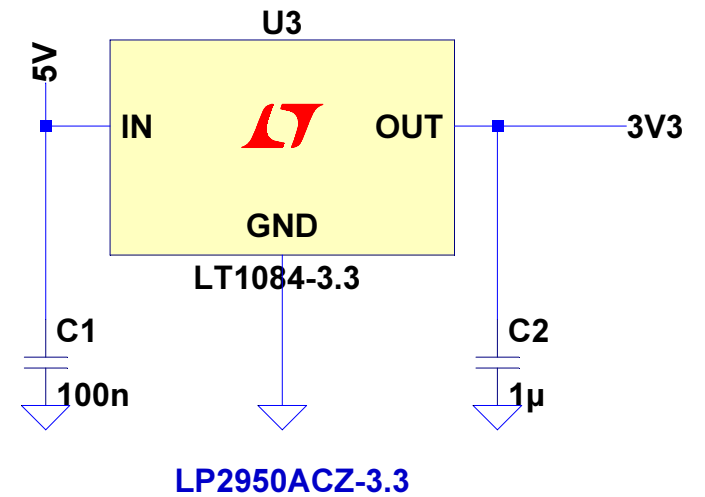 U3
5V
IN
OUT
3V3
GND
LT1084-3.3
C1
100n
C2
1µ
LP2950ACZ-3.3